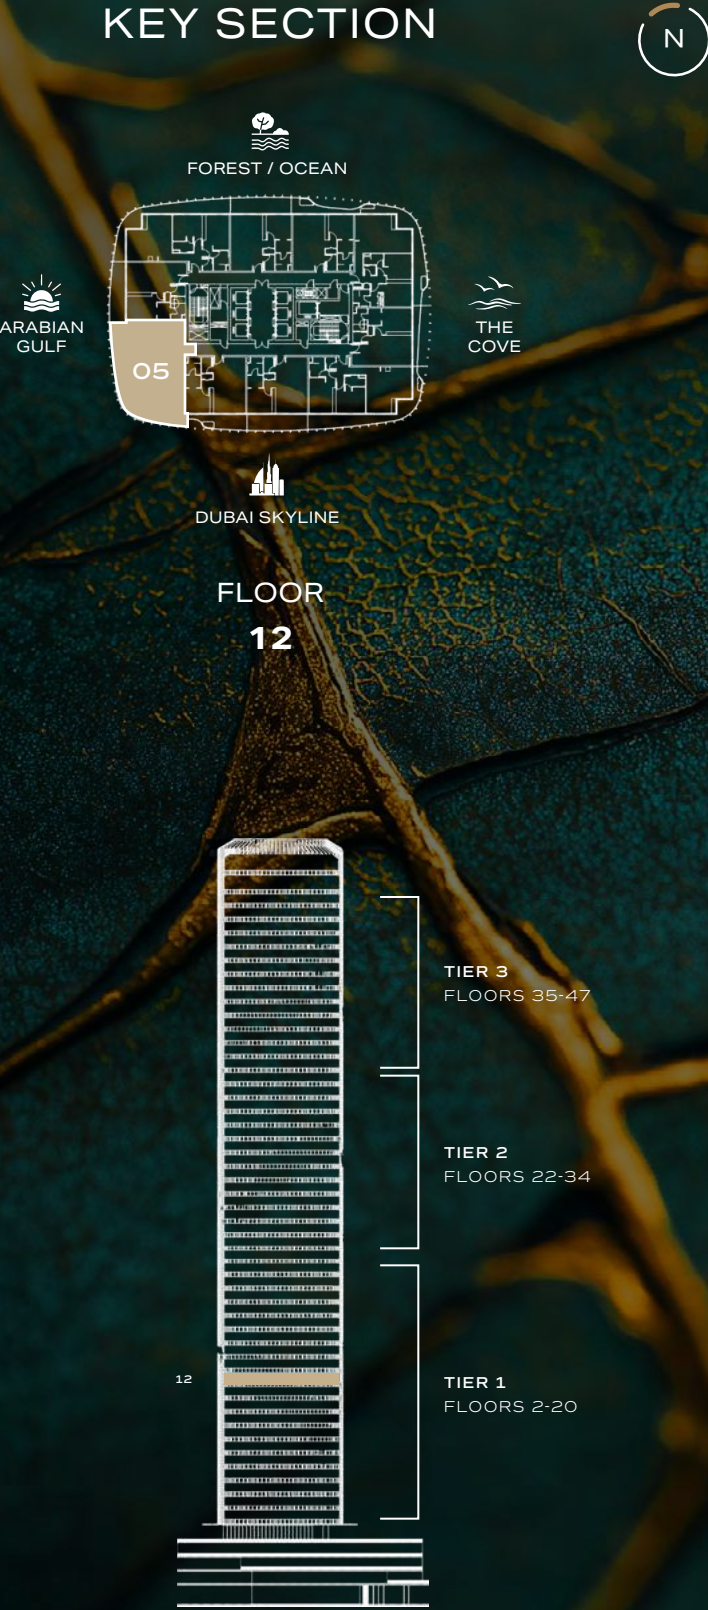 KEY SECTION
N
FOREST / OCEAN
ARABIAN
GULF
THE
COVE
05
DUBAI SKYLINE
FLOOR
12
TIER 3
FLOORS 35-47
TIER 2
FLOORS 22-34
12
TIER 1
FLOORS 2-20